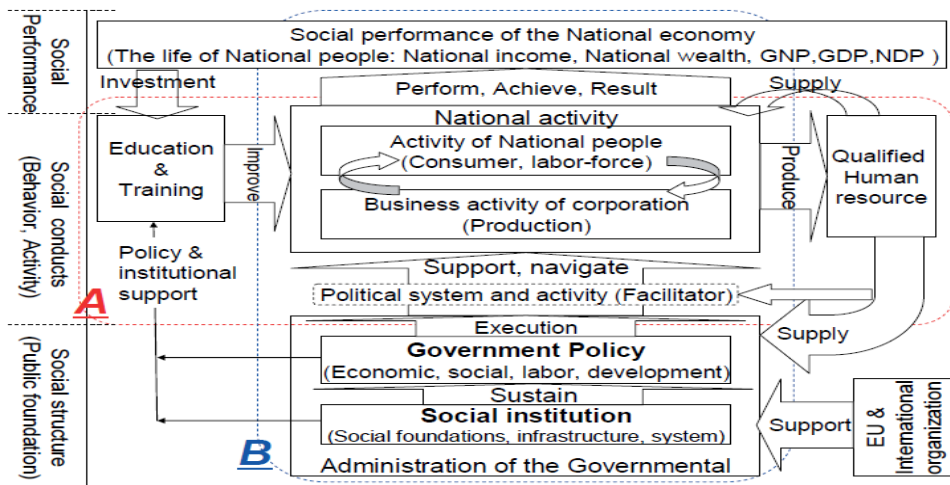 Social
Performance
Social performance of the National economy
(The life of National people: National income, National wealth, GNP,GDP,NDP )
Investment
Perform, Achieve, Result
Supply
Social conducts
(Behavior, Activity)
Education
&
Training
Improve
National activity
Activity of National people
(Consumer, labor-force)
Business activity of corporation
(Production)
Produce
Qualified
Human
resource
Policy &
institutional
support
Support, navigate
Political system and activity (Facilitator)
A
Social structure
(Public foundation)
Execution
Government Policy
(Economic, social, labor, development)
Sustain
Social institution
(Social foundations, infrastructure, system)
Administration of the Governmental
B
Supply
Support
EU &
International
organization